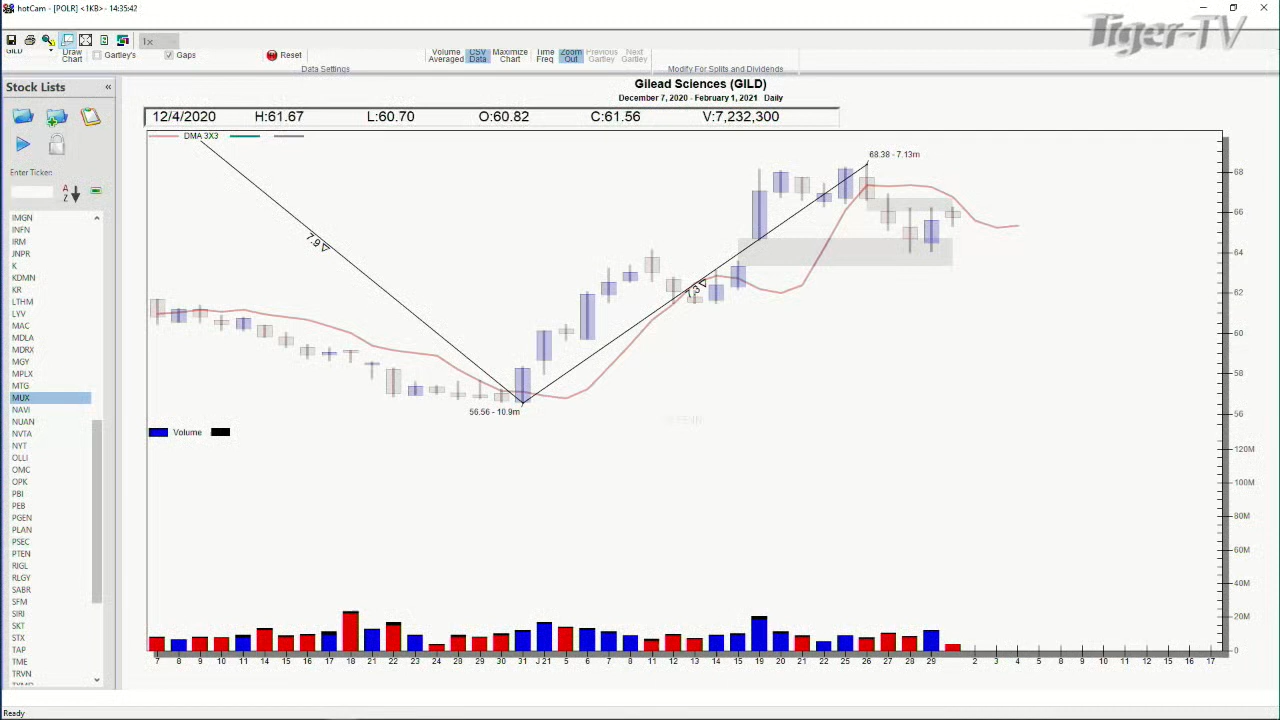 hotCam - [POLR] <1KB> - 14:35:42
Tiger-TV
1x
GILD
Draw
Chart
Gartley's
Gaps
Reset
Data Settings
Volume
Averaged
CSV
Data
Maximize
Chart
Time
Freq
Zoom
Out
Previous
Gartley
Next
Gartley
Modify For Splits and Dividends
Stock Lists
«
Enter Ticker:
A
Z
IMGN
INFN
IRM
JNPR
K
KDMN
KR
LTHM
LYV
MAC
MDLA
MDRX
MGY
MPLX
MTG
MUX
NAVI
NUAN
NVTA
NYT
OLLI
OMC
OPK
PBI
PEB
PGEN
PLAN
PSEC
PTEN
RIGL
RLGY
SABR
SFM
SIRI
SKT
STX
TAP
TME
TRVN
Gilead Sciences (GILD)
December 7, 2020 - February 1, 2021 Daily
12/4/2020 H:61.67 L:60.70 O:60.82 C:61.56 V:7,232,300
DMA 3X3
68.38 - 7.13m
7.9
7.3
56.56 - 10.9m
68
66
64
62
60
58
56
Volume
120M
100M
80M
60M
40M
20M
0
7 8 9 10 11 14 15 16 17 18 21 22 23 24 28 29 30 J 21 5 6 7 8 11 12 13 14 15 19 20 21 22 25 26 27 28 29 2 3 4 5 8 9 10 11 12 16 17
Ready